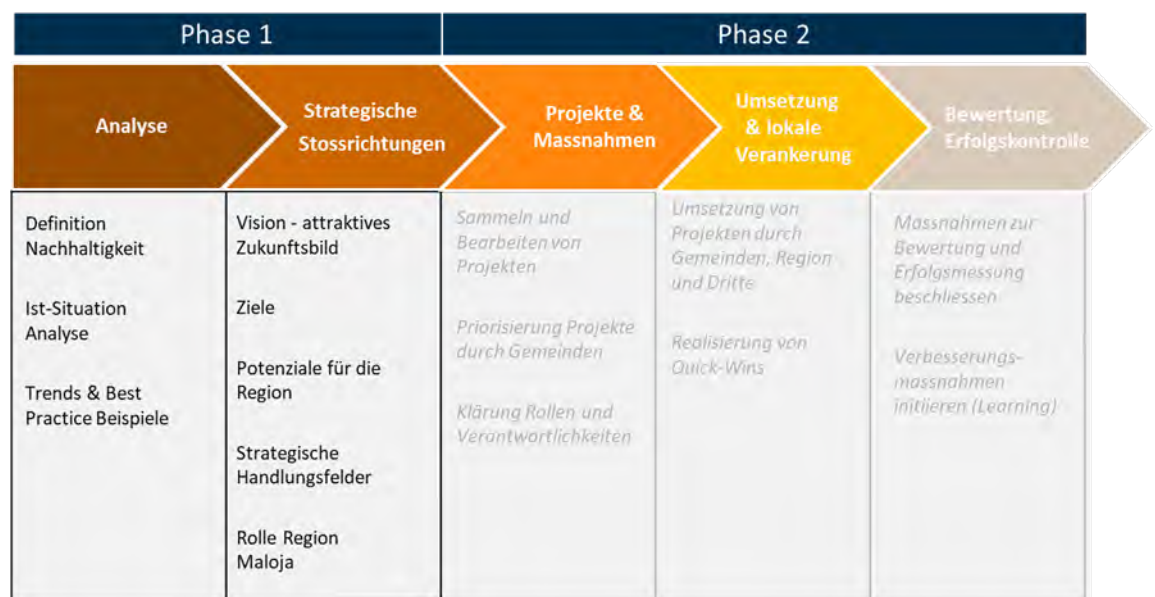 Phase 1
Phase 2
Analyse
Strategische
Stossrichtungen
Projekte &
Massnahmen
Umsetzung
& lokale
Verankerung
Bewertung,
Erfolgskontrolle
Definition
Nachhaltigkeit
Ist-Situation
Analyse
Trends & Best
Practice Beispiele
Vision - attraktives
Zukunftsbild
Ziele
Potenziale für die
Region
Strategische
Handlungsfelder
Rolle Region
Maloja
Sammeln und
Bearbeiten von
Projekten
Priorisierung Projekte
durch Gemeinden
Klärung Rollen und
Verantwortlichkeiten
Umsetzung von
Projekten durch
Gemeinden, Region
und Dritte
Realisierung von
Quick-Wins
Massnahmen zur
Bewertung und
Erfolgsmessung
beschliessen
Verbesserungs-
massnahmen
initiieren (Learning)